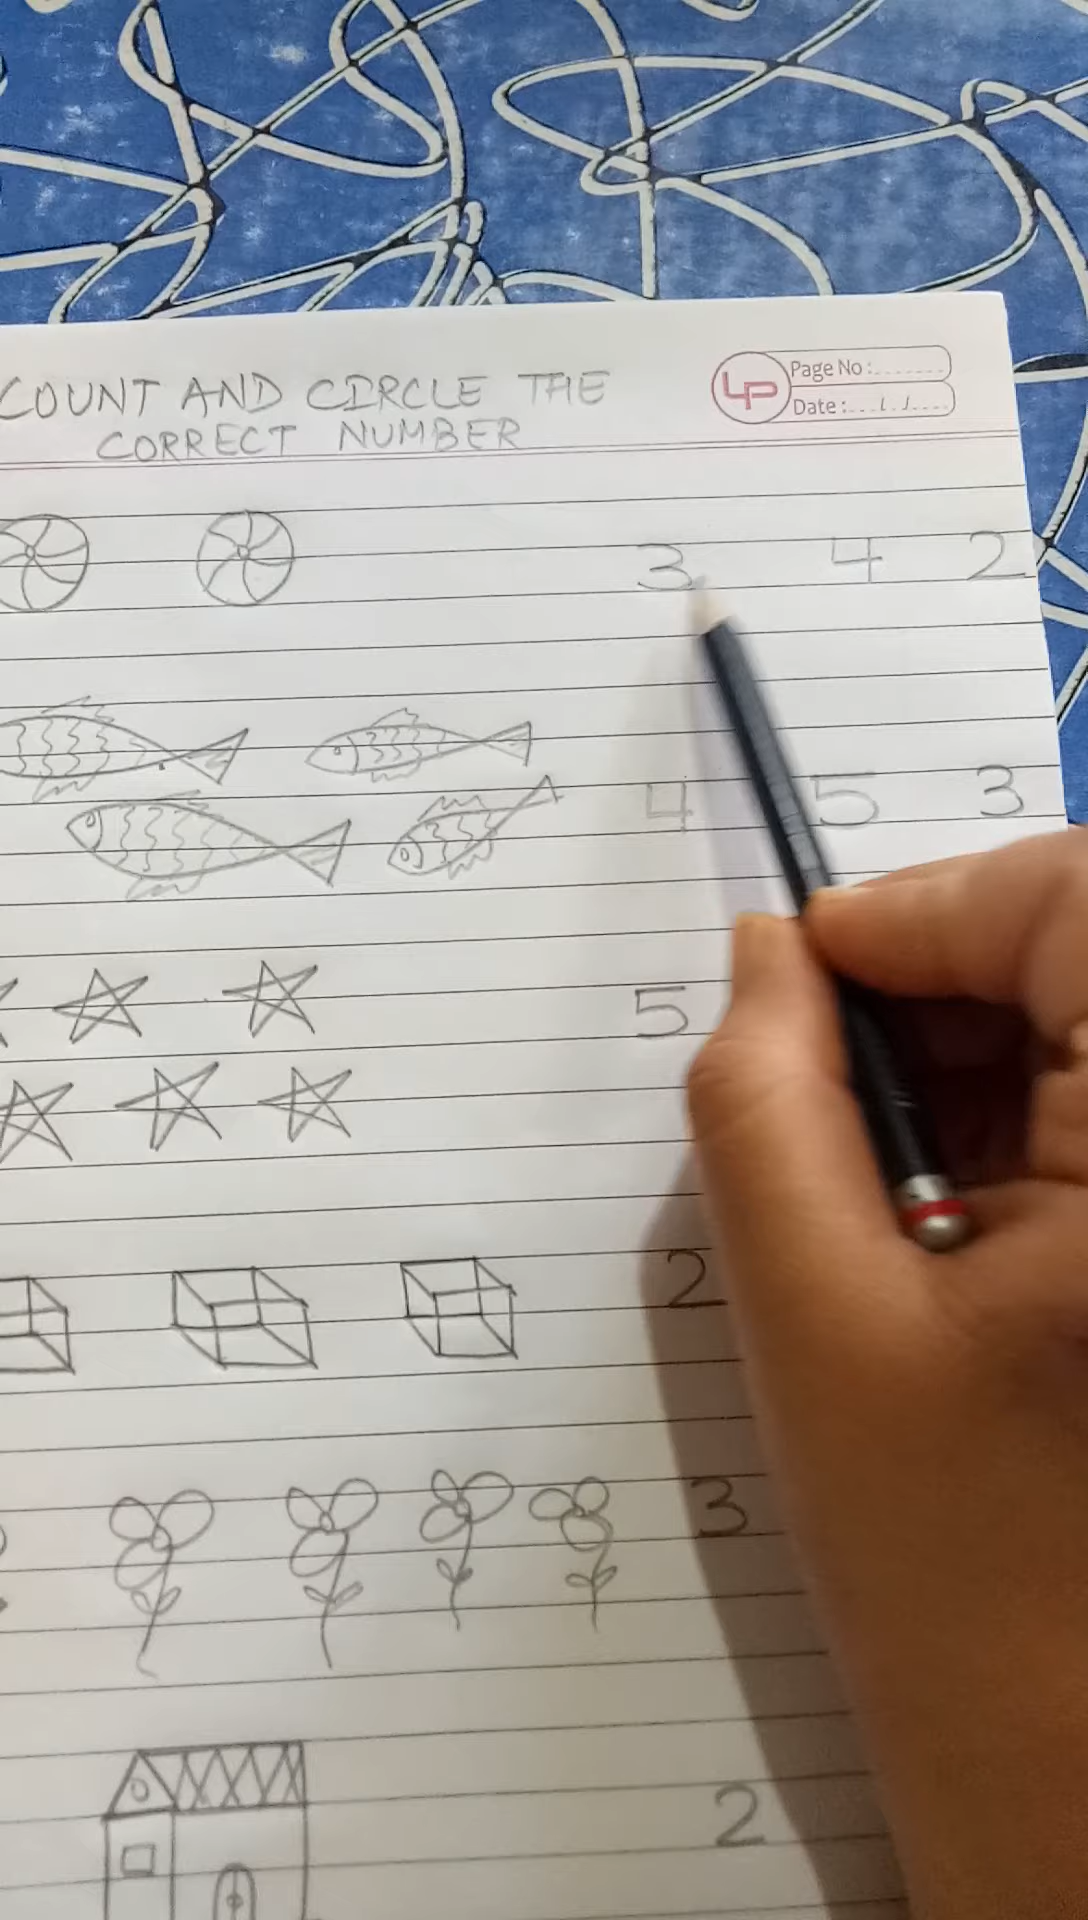 COUNT AND CIRCLE THE
CORRECT NUMBER
LP
Page No :........
Date :....../.../....
3 4 2
4 5 3
5
2
3
2